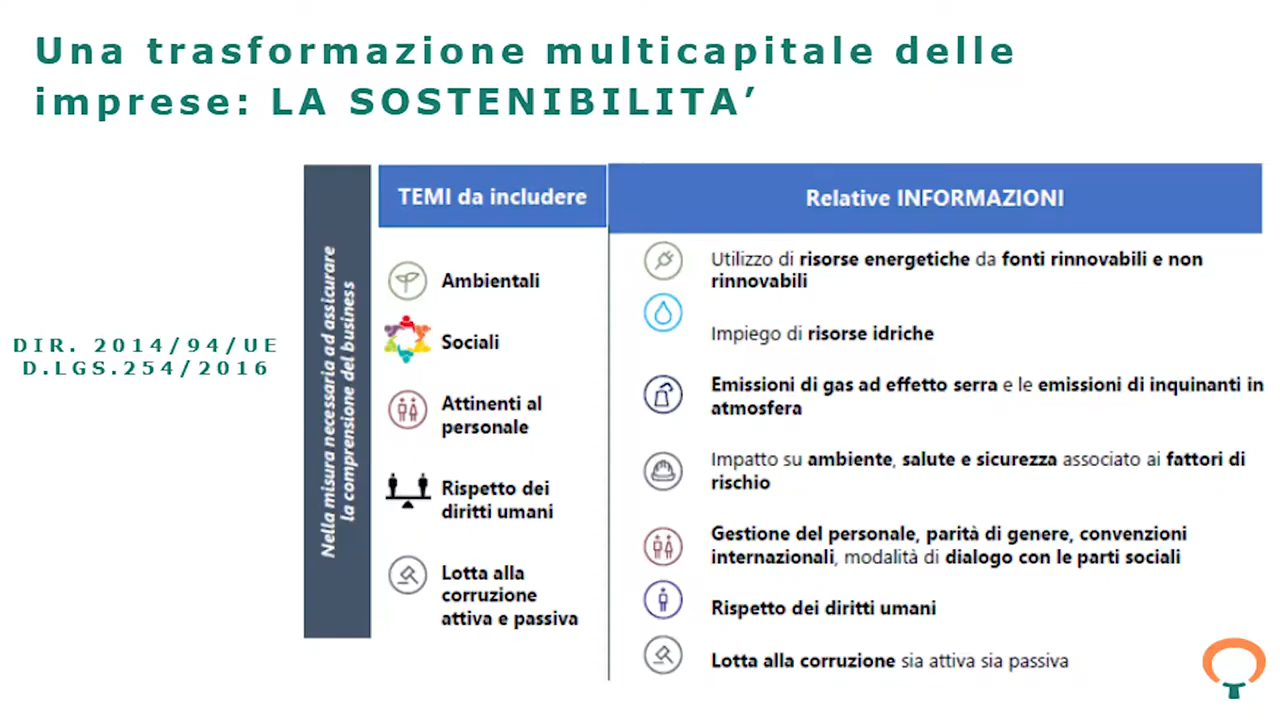 Una trasformazione multicapitale delle
imprese: LA SOSTENIBILITA’
DIR. 2014/94/UE
D.LGS.254/2016
Nella misura necessaria ad assicurare
la comprensione del business
TEMI da includere
Ambientali
Sociali
Attinenti al
personale
Rispetto dei
diritti umani
Lotta alla
corruzione
attiva e passiva
Relative INFORMAZIONI
Utilizzo di risorse energetiche da fonti rinnovabili e non
rinnovabili
Impiego di risorse idriche
Emissioni di gas ad effetto serra e le emissioni di inquinanti in
atmosfera
Impatto su ambiente, salute e sicurezza associato ai fattori di
rischio
Gestione del personale, parità di genere, convenzioni
internazionali, modalità di dialogo con le parti sociali
Rispetto dei diritti umani
Lotta alla corruzione sia attiva sia passiva